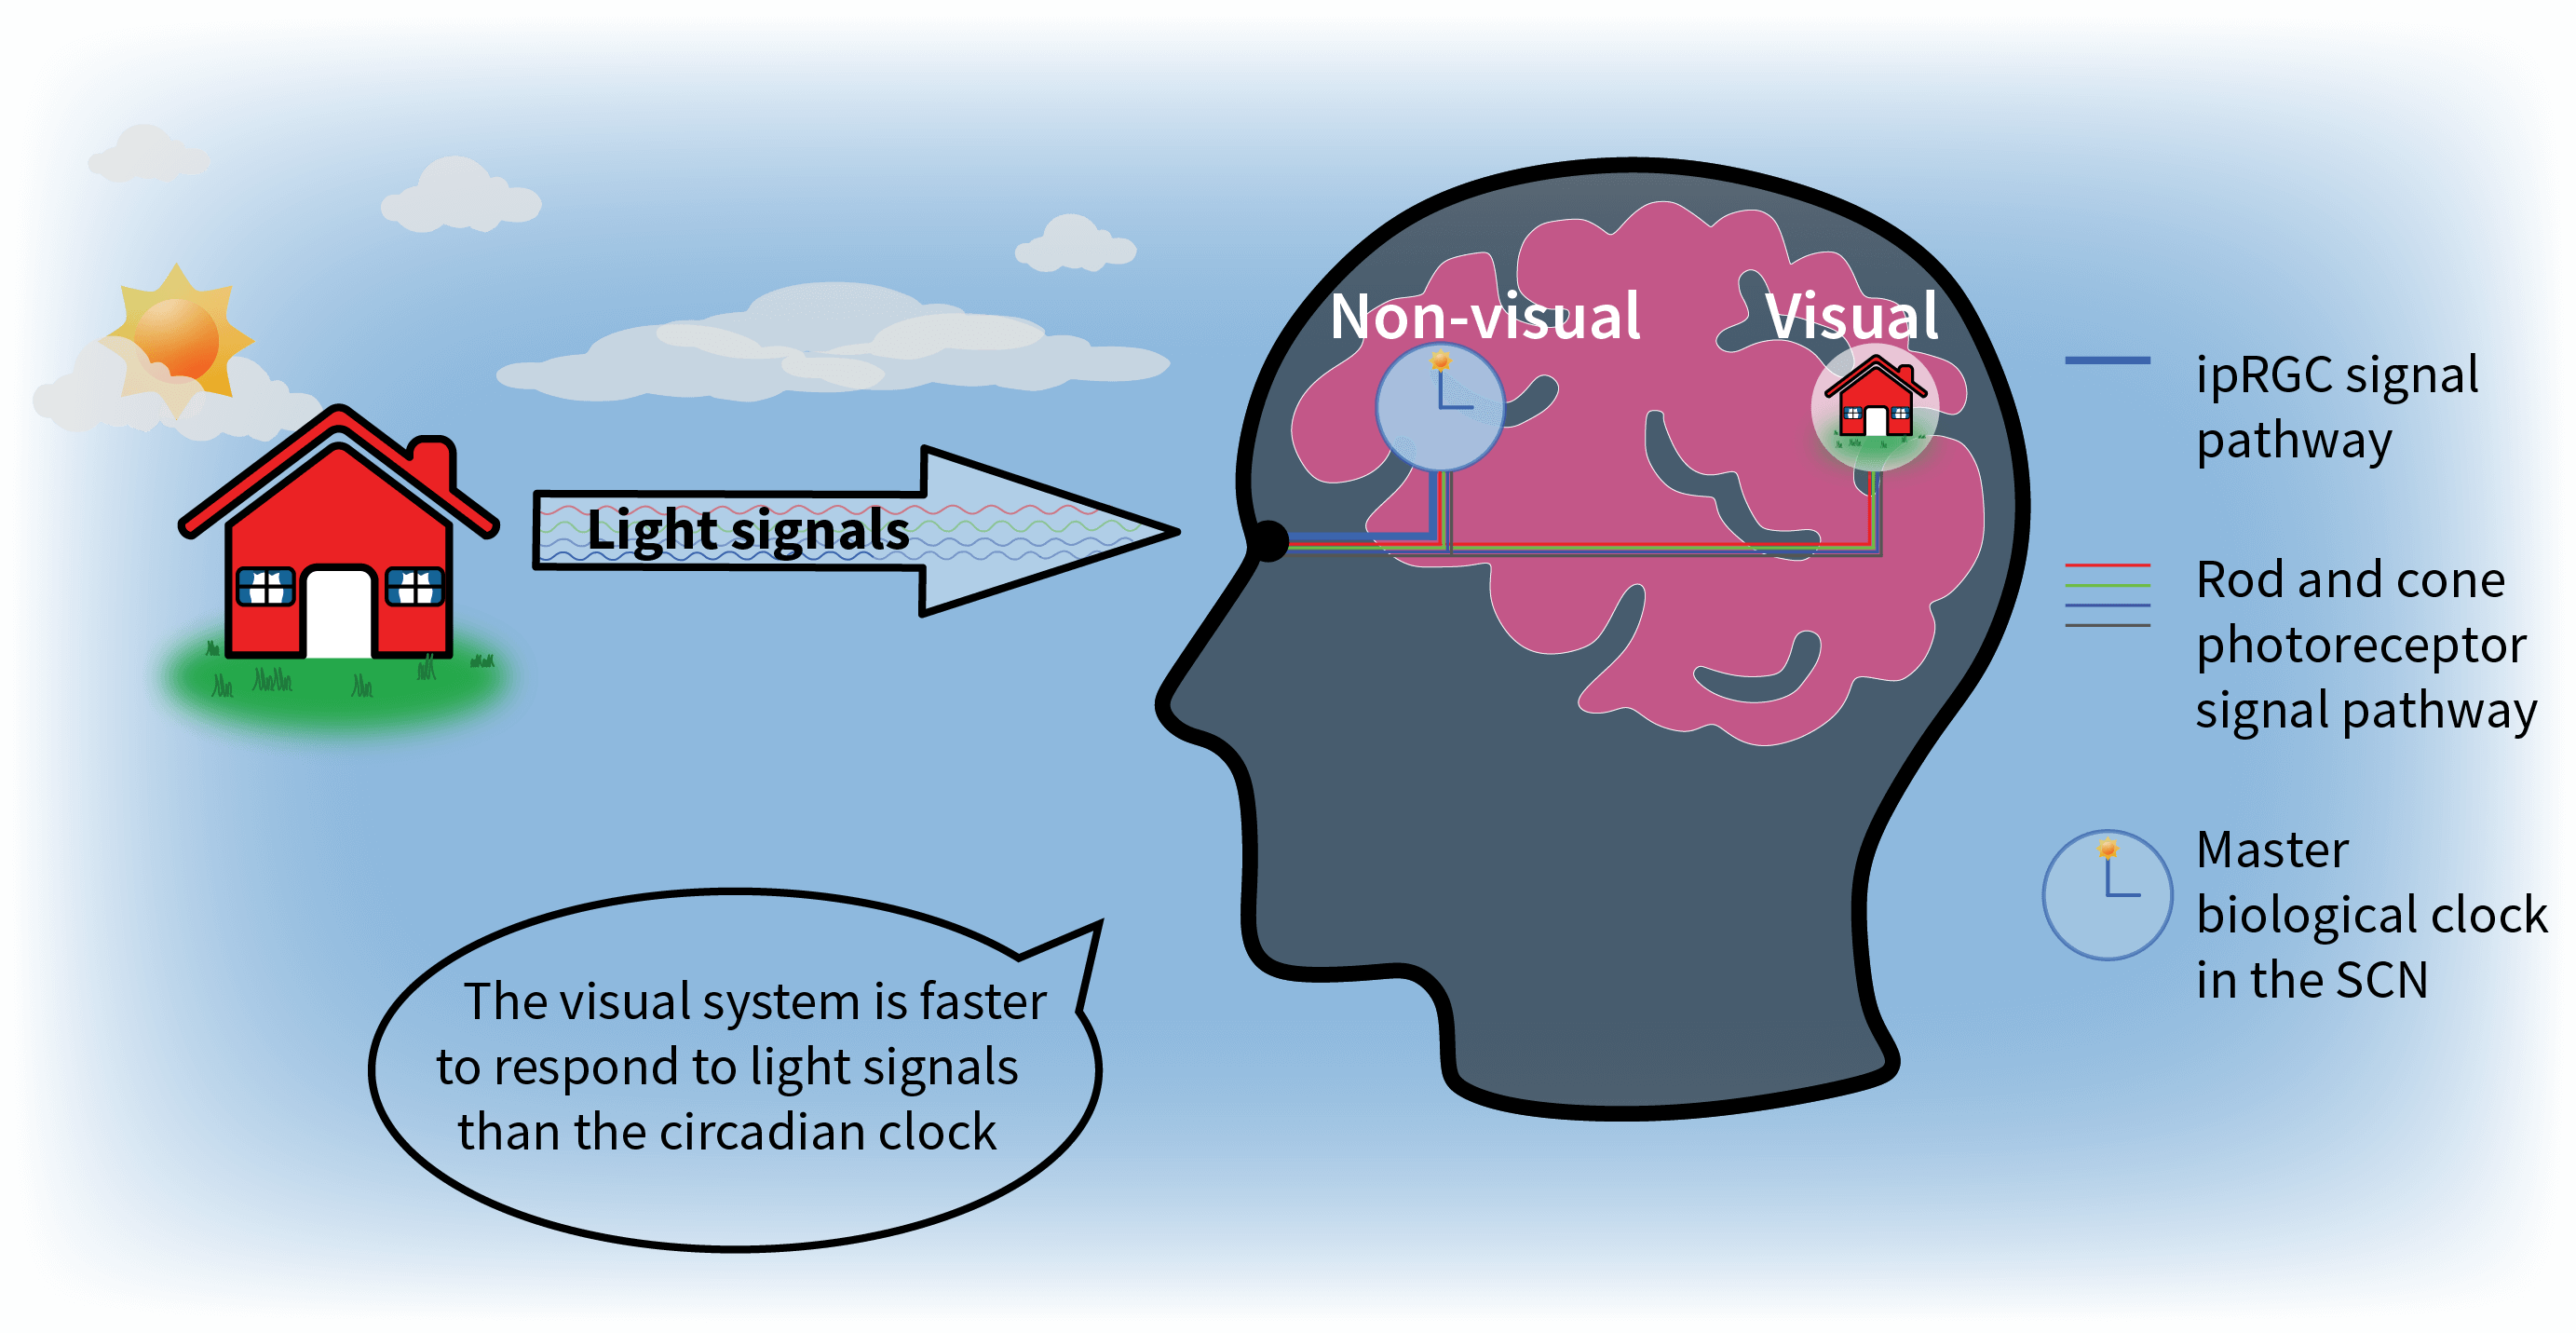 Non-visual
Visual
Light signals
ipRGC signal
pathway
Rod and cone
photoreceptor
signal pathway
Master
biological clock
in the SCN
The visual system is faster
to respond to light signals
than the circadian clock